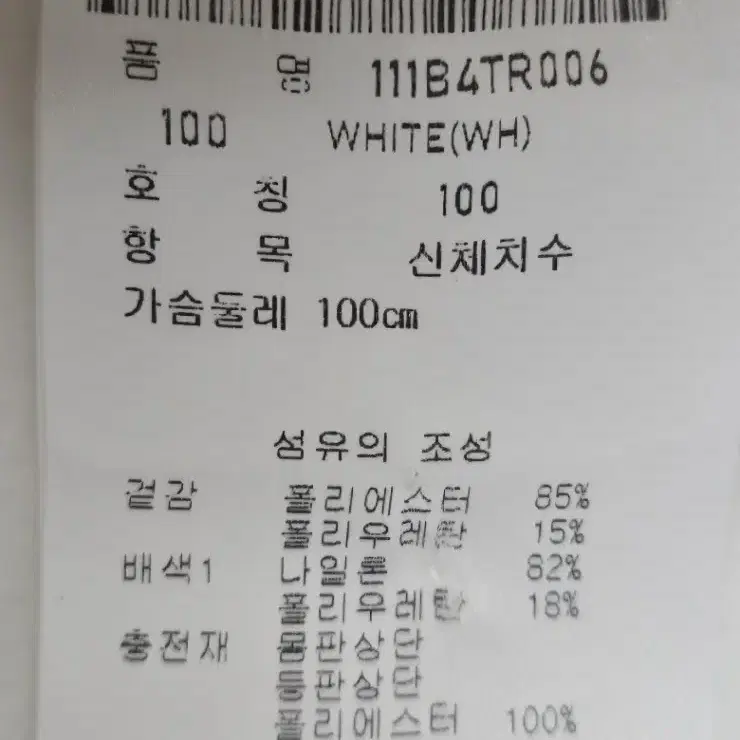 품 명 111B4TR006
100 WHITE(WH)
호 칭 100
항 목 신체치수
가슴둘레 100cm
섬유의 조성
겉감 폴리에스터 85%
폴리우레탄 15%
배색1 나일론 82%
폴리우레탄 18%
충전재 몸판상단
등판상단
폴리에스터 100%